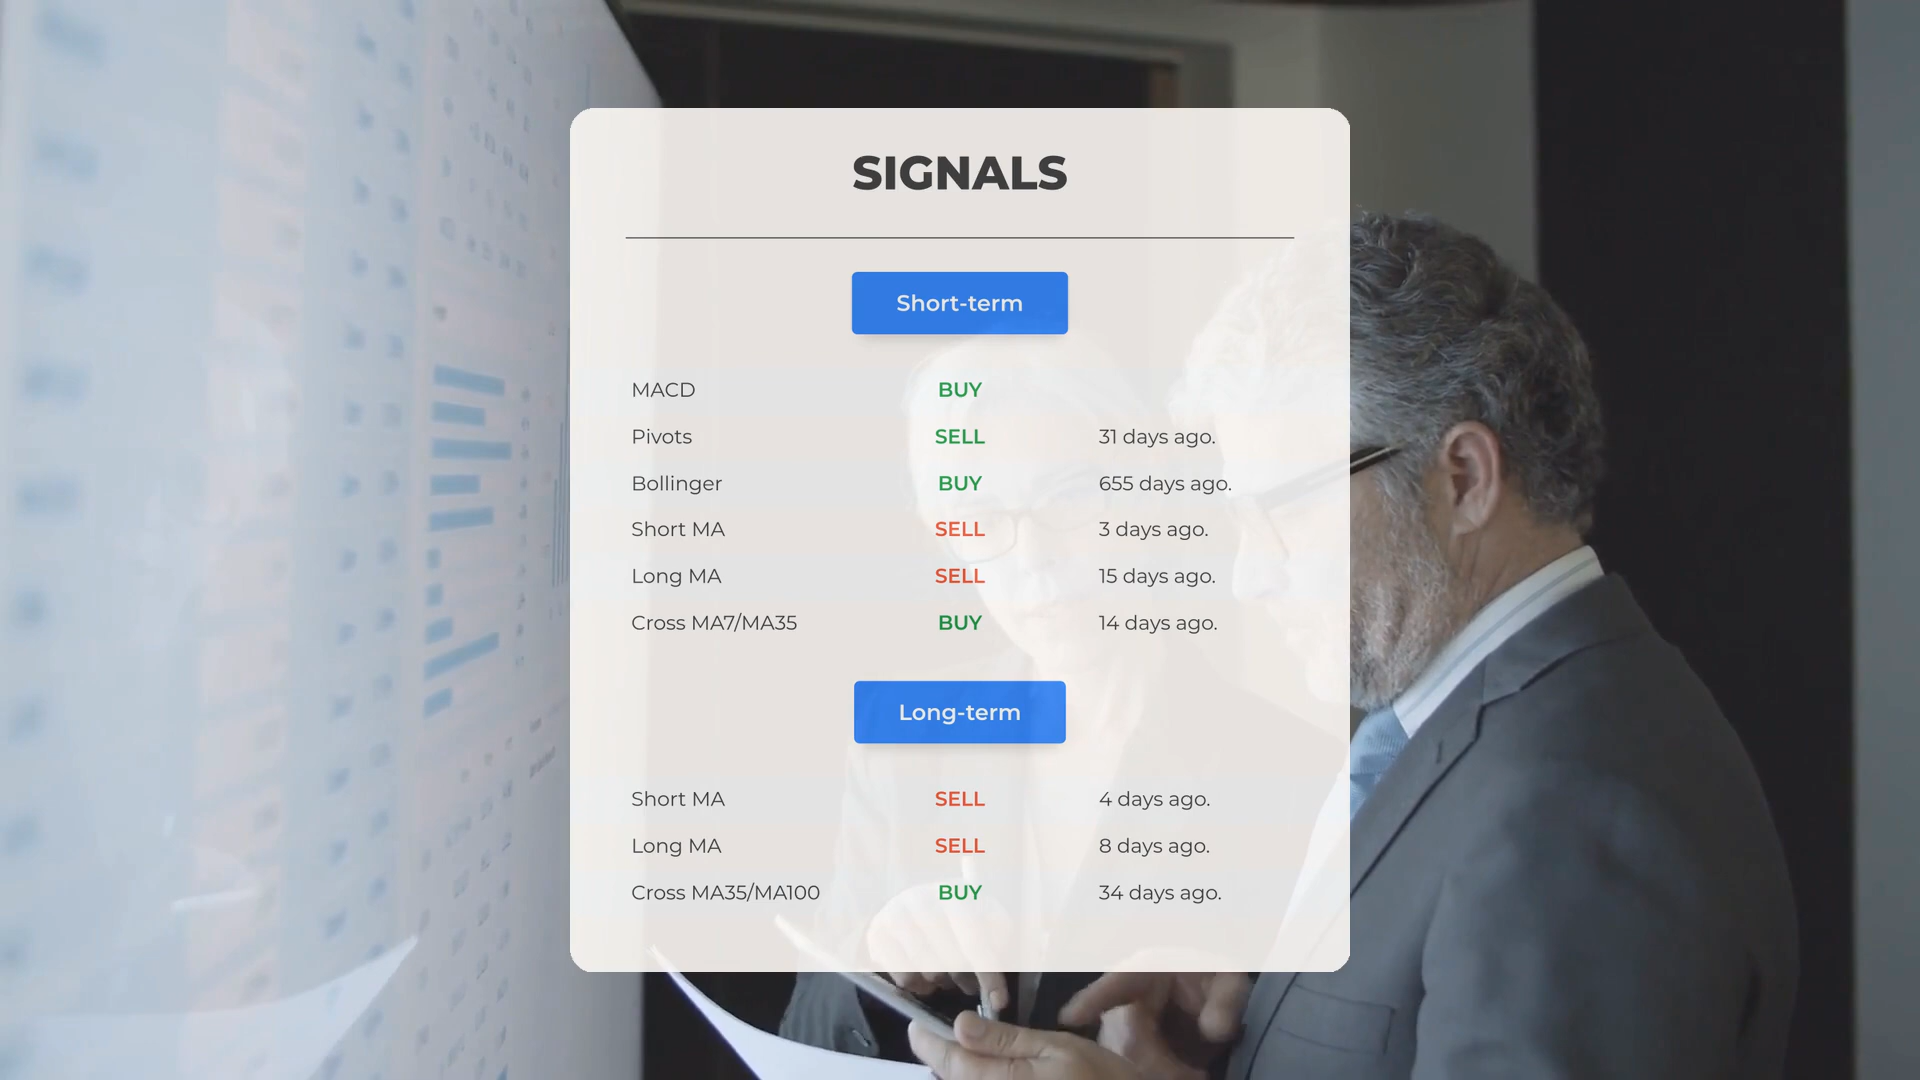 SIGNALS
Short-term
MACD BUY
Pivots SELL 31 days ago.
Bollinger BUY 655 days ago.
Short MA SELL 3 days ago.
Long MA SELL 15 days ago.
Cross MA7/MA35 BUY 14 days ago.
Long-term
Short MA SELL 4 days ago.
Long MA SELL 8 days ago.
Cross MA35/MA100 BUY 34 days ago.